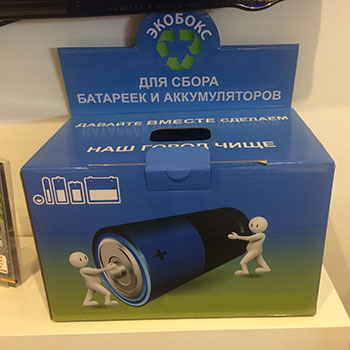 ЭКОБОКС
ДЛЯ СБОРА
БАТАРЕЕК И АККУМУЛЯТОРОВ
ДАВАЙТЕ ВМЕСТЕ СДЕЛАЕМ
НАШ ГОРОД ЧИЩЕ
+